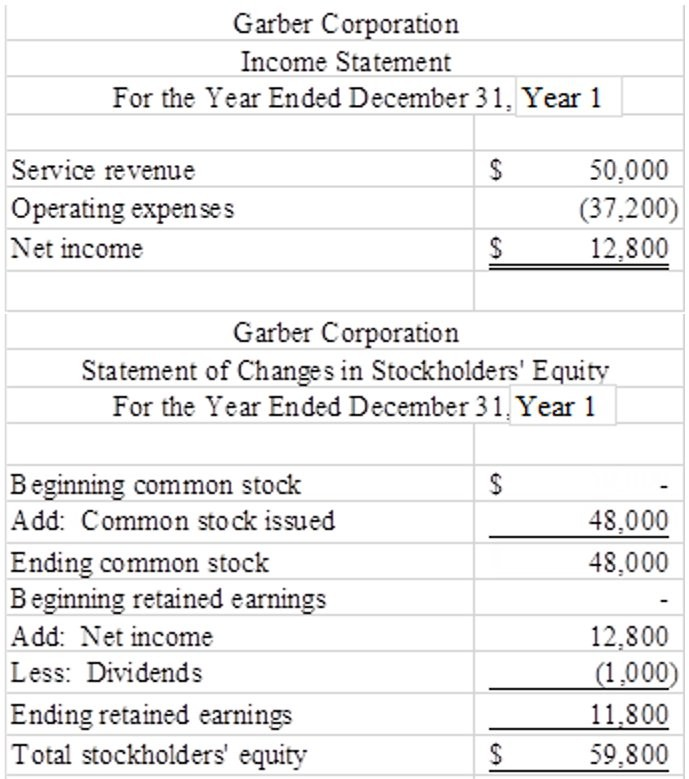 Garber Corporation
Income Statement
For the Year Ended December 31, Year 1
Service revenue $ 50,000
Operating expenses (37,200)
Net income $ 12,800
Garber Corporation
Statement of Changes in Stockholders' Equity
For the Year Ended December 31, Year 1
Beginning common stock $ -
Add: Common stock issued 48,000
Ending common stock 48,000
Beginning retained earnings -
Add: Net income 12,800
Less: Dividends (1,000)
Ending retained earnings 11,800
Total stockholders' equity $ 59,800